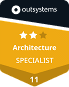 outsystems
Architecture
SPECIALIST
11